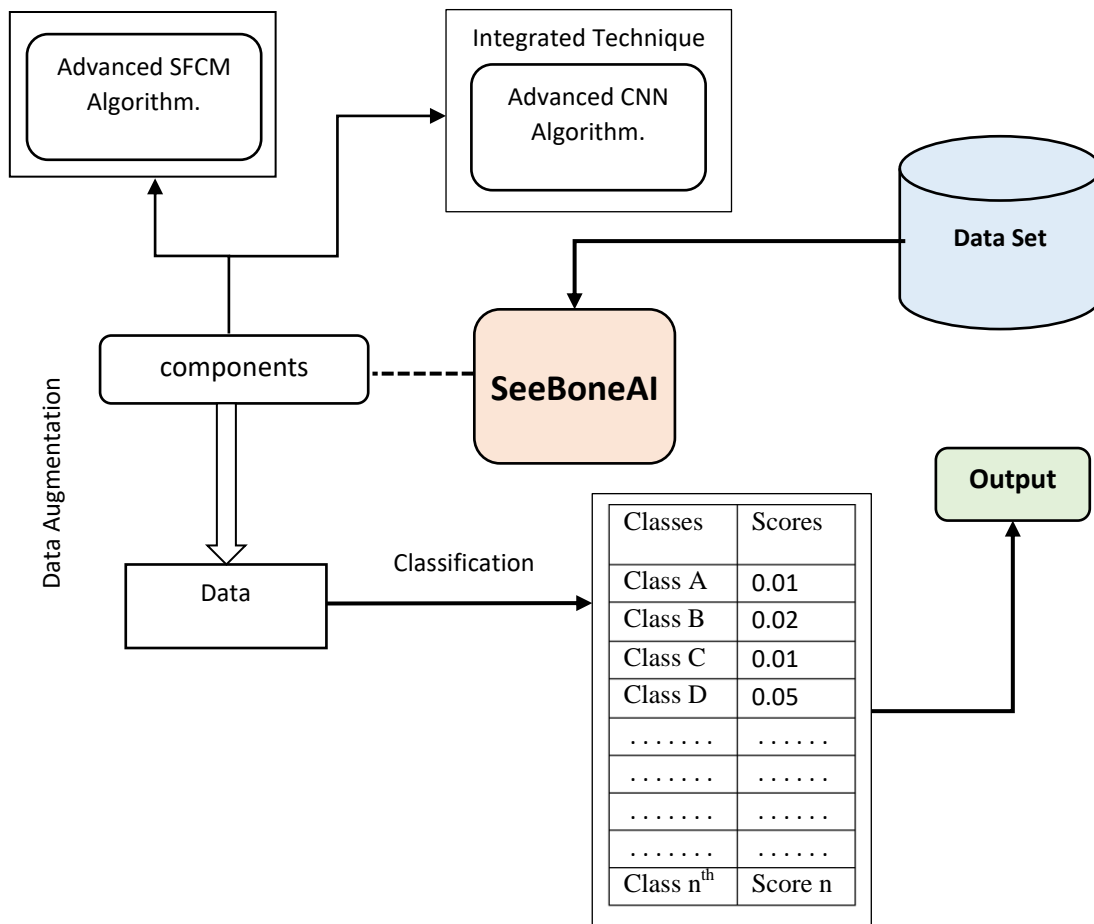 Advanced SFCM
Algorithm.
Integrated Technique
Advanced CNN
Algorithm.
Data Set
components
SeeBoneAI
Data Augmentation
Output
Data
Classification
Classes Scores
Class A 0.01
Class B 0.02
Class C 0.01
Class D 0.05
. . . . . . . . . . . . .
. . . . . . . . . . . . .
. . . . . . . . . . . . .
. . . . . . . . . . . . .
Class nth Score n